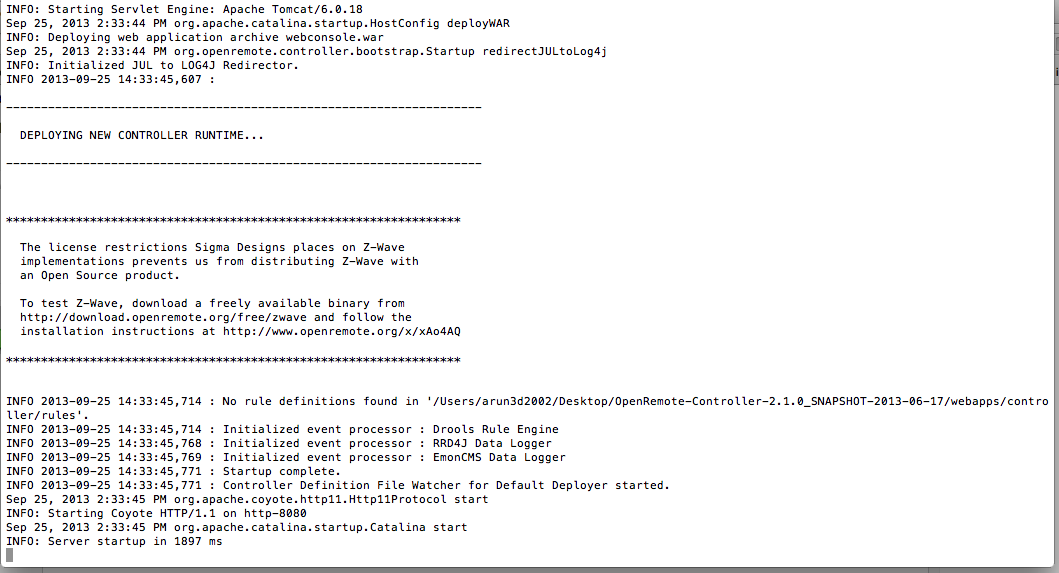 INFO: Starting Servlet Engine: Apache Tomcat/6.0.18
Sep 25, 2013 2:33:44 PM org.apache.catalina.startup.HostConfig deployWAR
INFO: Deploying web application archive webconsole.war
Sep 25, 2013 2:33:44 PM org.openremote.controller.bootstrap.Startup redirectJULtoLog4j
INFO: Initialized JUL to LOG4J Redirector.
INFO 2013-09-25 14:33:45,607 :
--------------------------------------------------------------------
DEPLOYING NEW CONTROLLER RUNTIME...
--------------------------------------------------------------------
*****************************************************************
The license restrictions Sigma Designs places on Z-Wave
implementations prevents us from distributing Z-Wave with
an Open Source product.
To test Z-Wave, download a freely available binary from
http://download.openremote.org/free/zwave and follow the
installation instructions at http://www.openremote.org/x/xAo4AQ
*****************************************************************
INFO 2013-09-25 14:33:45,714 : No rule definitions found in '/Users/arun3d2002/Desktop/OpenRemote-Controller-2.1.0_SNAPSHOT-2013-06-17/webapps/contro
ller/rules'.
INFO 2013-09-25 14:33:45,714 : Initialized event processor : Drools Rule Engine
INFO 2013-09-25 14:33:45,768 : Initialized event processor : RRD4J Data Logger
INFO 2013-09-25 14:33:45,769 : Initialized event processor : EmonCMS Data Logger
INFO 2013-09-25 14:33:45,771 : Startup complete.
INFO 2013-09-25 14:33:45,771 : Controller Definition File Watcher for Default Deployer started.
Sep 25, 2013 2:33:45 PM org.apache.coyote.http11.Http11Protocol start
INFO: Starting Coyote HTTP/1.1 on http-8080
Sep 25, 2013 2:33:45 PM org.apache.catalina.startup.Catalina start
INFO: Server startup in 1897 ms